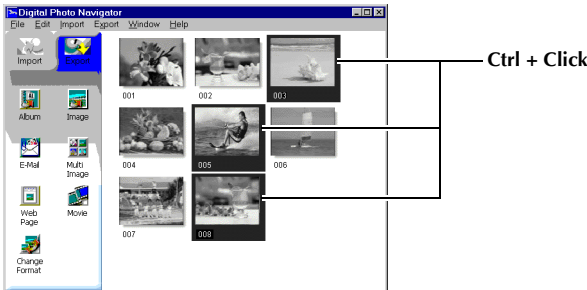 Digital Photo Navigator
File Edit Import Export Window Help
Import Export
Album Image
E-Mail Multi Image
Web Page Movie
Change Format
001 002 003
004 005 006
007 008
Ctrl + Click